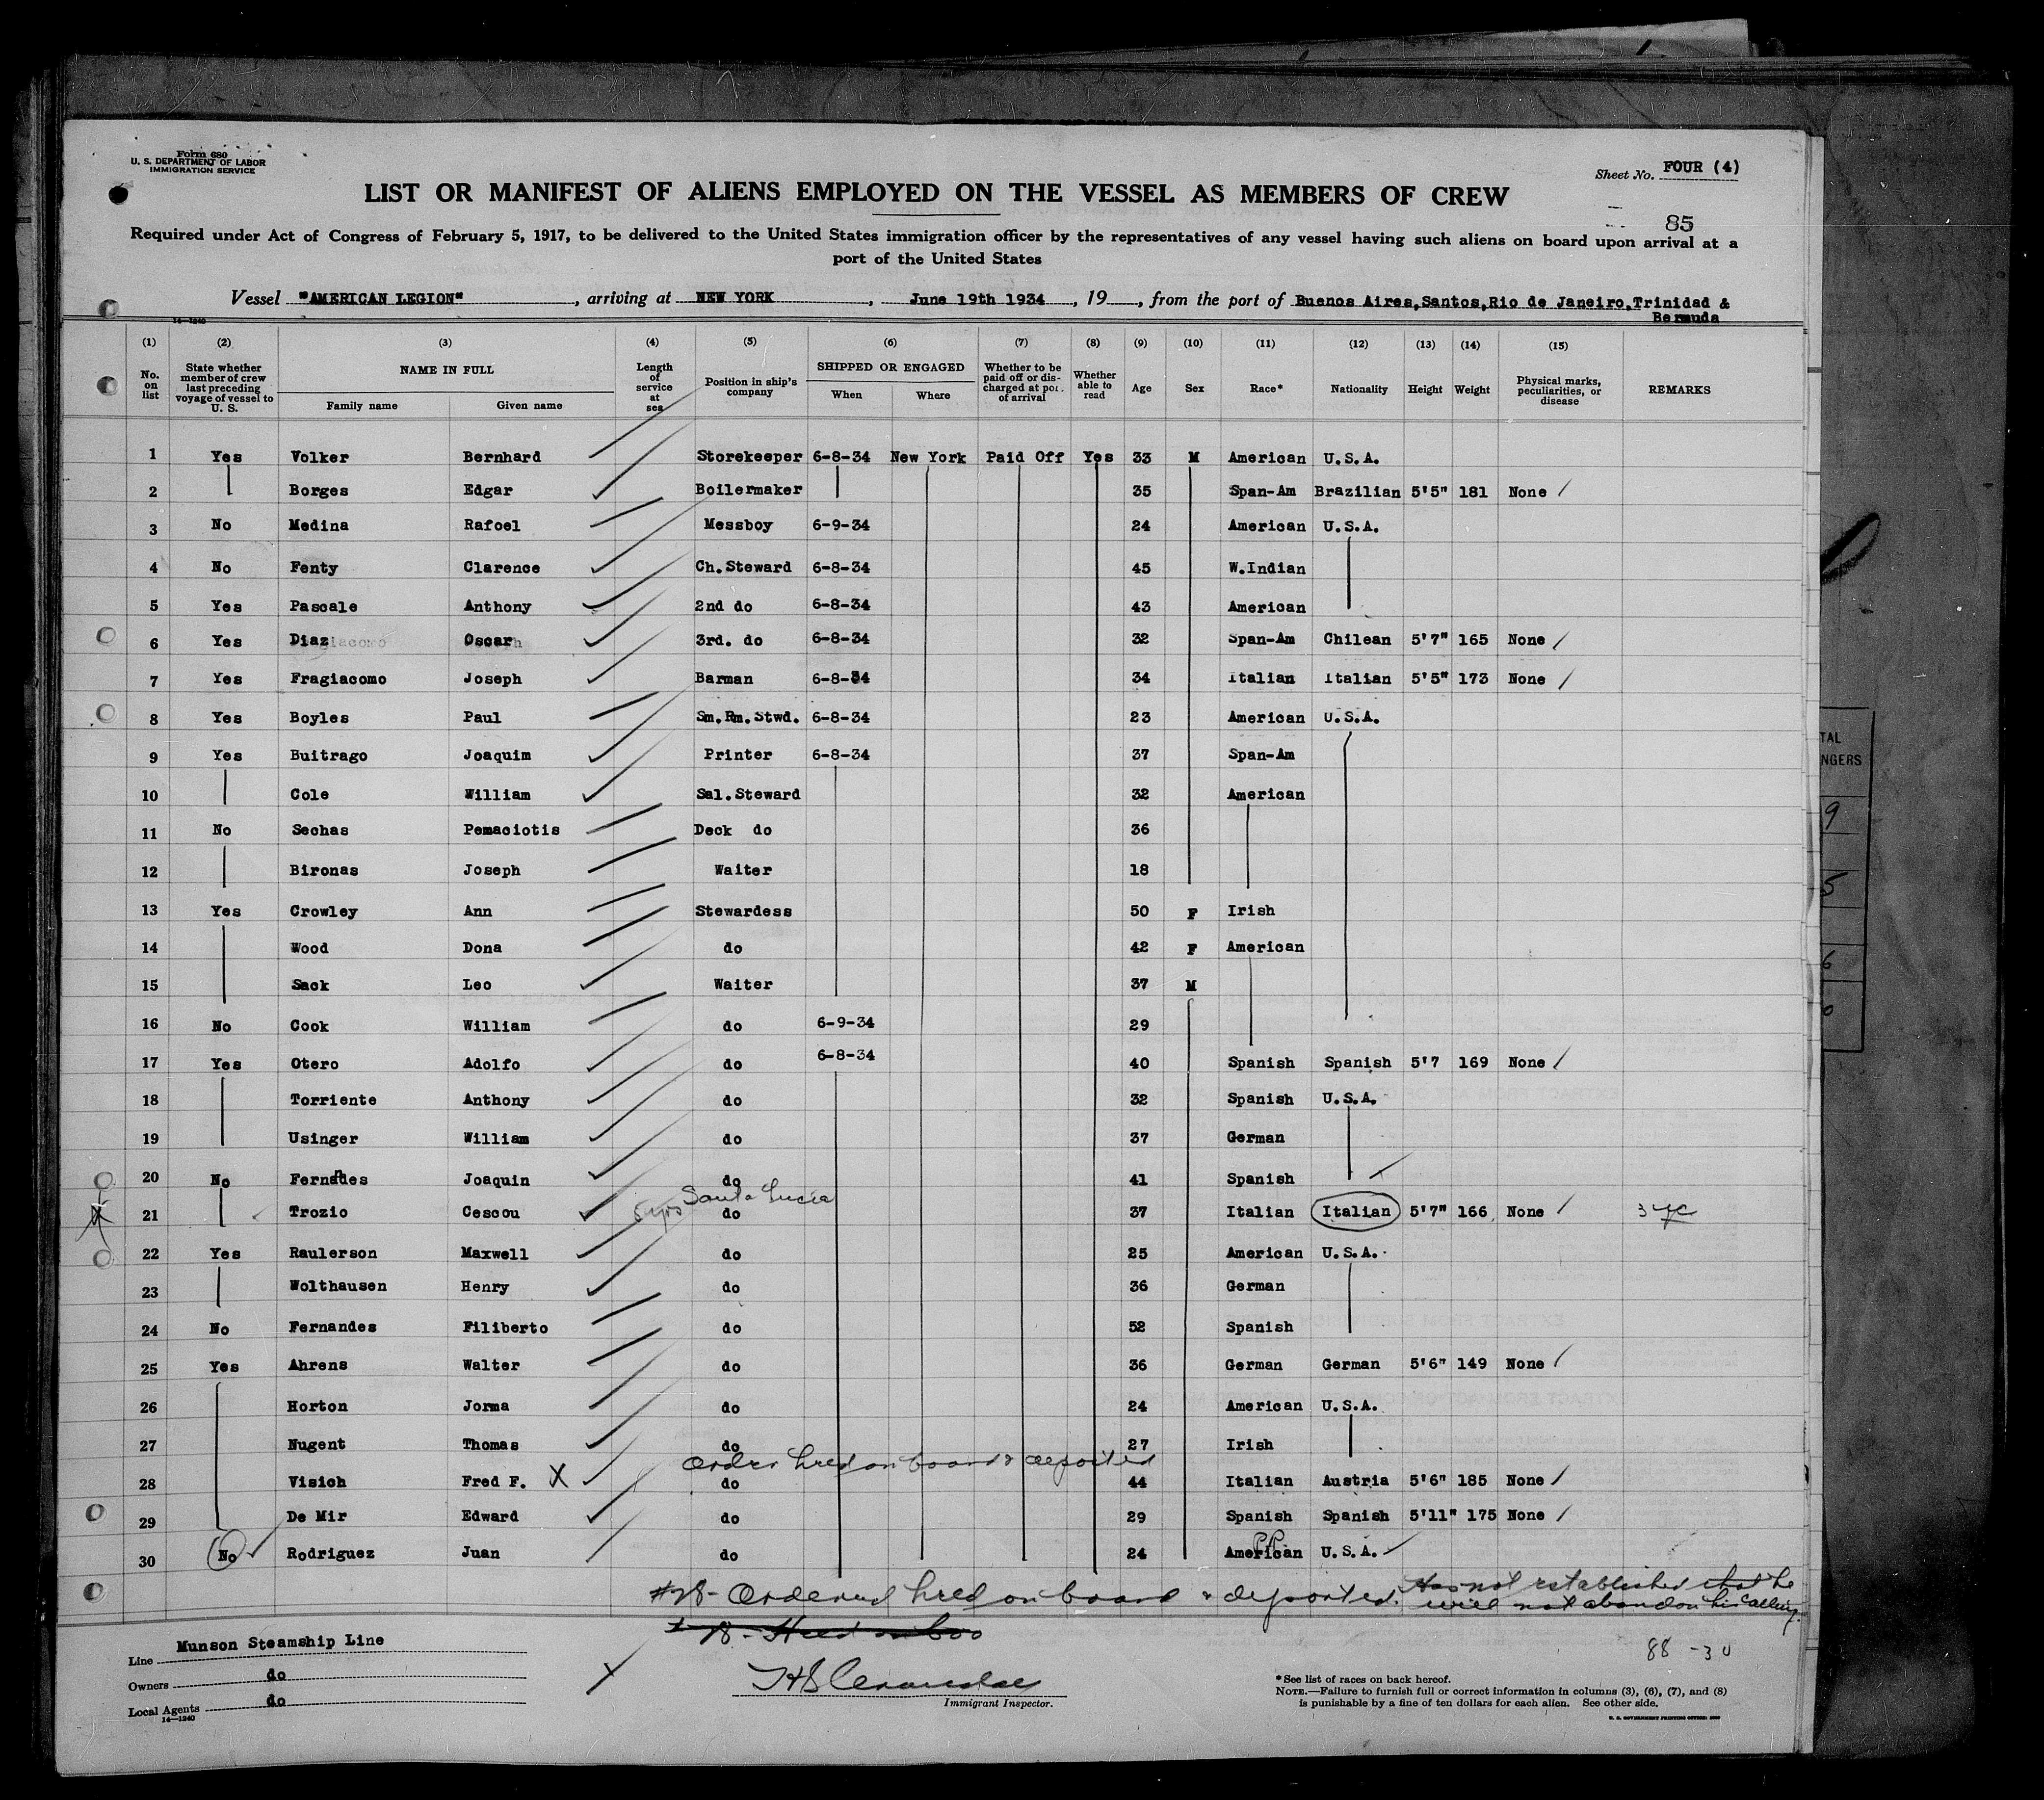 Form 680
U. S. DEPARTMENT OF LABOR
IMMIGRATION SERVICE
Sheet No. FOUR (4)
LIST OR MANIFEST OF ALIENS EMPLOYED ON THE VESSEL AS MEMBERS OF CREW
85
Required under Act of Congress of February 5, 1917, to be delivered to the United States immigration officer by the representatives of any vessel having such aliens on board upon arrival at a
port of the United States
Vessel "AMERICAN LEGION", arriving at NEW YORK, June 19th 1934, 19, from the port of Buenos Aires,Santos,Rio de Janeiro,Trinidad &
Bermuda
14—1240
(1) (2) (3) (4) (5) (6) (7) (8) (9) (10) (11) (12) (13) (14) (15)
No. on list State whether member of crew last preceding voyage of vessel to U. S. NAME IN FULL Family name Given name Length of service at sea Position in ship's company SHIPPED OR ENGAGED When Where Whether to be paid off or discharged at port of arrival Whether able to read Age Sex Race* Nationality Height Weight Physical marks, peculiarities, or disease REMARKS
1 Yes Volker Bernhard Storekeeper 6-8-34 New York Paid Off Yes 33 M American U.S.A.
2 Borges Edgar Boilermaker 35 Span-Am Brazilian 5'5" 181 None
3 No Medina Rafoel Messboy 6-9-34 24 American U.S.A.
4 No Fenty Clarence Ch.Steward 6-8-34 45 W.Indian
5 Yes Pascale Anthony 2nd do 6-8-34 43 American
6 Yes Diaz Oscar 3rd. do 6-8-34 32 Span-Am Chilean 5'7" 165 None
7 Yes Fragiacomo Joseph Barman 6-8-34 34 Italian Italian 5'5" 173 None
8 Yes Boyles Paul Sm.Rm.Stwd. 6-8-34 23 American U.S.A.
9 Yes Buitrago Joaquim Printer 6-8-34 37 Span-Am
10 Cole William Sal.Steward 32 American
11 No Sechas Pemaciotis Deck do 36
12 Bironas Joseph Waiter 18
13 Yes Crowley Ann Stewardess 50 F Irish
14 Wood Dona do 42 F American
15 Sack Leo Waiter 37 M
16 No Cook William do 6-9-34 29
17 Yes Otero Adolfo do 6-8-34 40 Spanish Spanish 5'7 169 None
18 Torriente Anthony do 32 Spanish U.S.A.
19 Usinger William do 37 German
20 No Fernandes Joaquin do 41 Spanish
Santa Lucia
21 Trozio Cescou 5 yrs do 37 Italian Italian 5'7" 166 None
22 Yes Raulerson Maxwell do 25 American U.S.A.
23 Wolthausen Henry do 36 German
24 No Fernandes Filiberto do 52 Spanish
25 Yes Ahrens Walter do 36 German German 5'6" 149 None
26 Horton Jorma do 24 American U.S.A.
27 Nugent Thomas do 27 Irish
Order hred on board & deported
28 Visich Fred F. X do 44 Italian Austria 5'6" 185 None
29 De Mir Edward do 29 Spanish Spanish 5'11" 175 None
30 No Rodriguez Juan do 24 American U.S.A.
#28- Ordered hred on board & deported. Has not established that he
will not abandon his calling.
28- Hred on boo
88 - 30
Line Munson Steamship Line
Owners do
Local Agents do
14—1240
Immigrant Inspector.
*See list of races on back hereof.
NOTE.—Failure to furnish full or correct information in columns (3), (6), (7), and (8)
is punishable by a fine of ten dollars for each alien. See other side.
TAL
NGERS
9
5
6
0